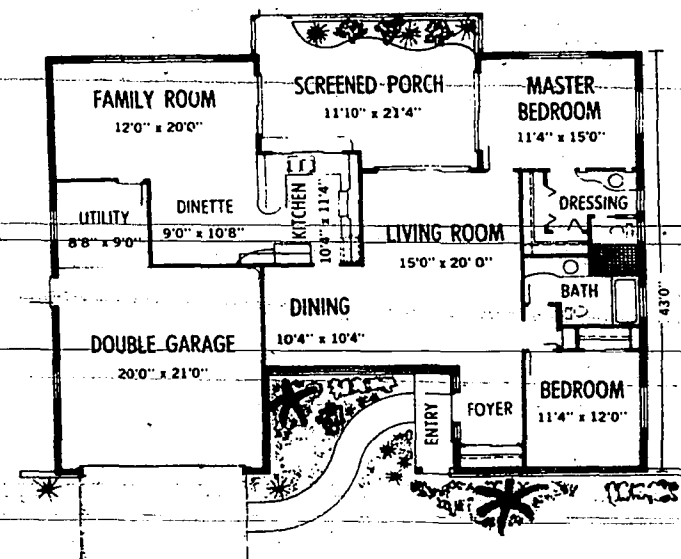 FAMILY ROOM
12'0" x 20'0"
SCREENED PORCH
11'10" x 21'4"
MASTER
BEDROOM
11'4" x 15'0"
UTILITY
8'8" x 9'0"
DINETTE
9'0" x 10'8"
KITCHEN
10'4" x 11'4"
LIVING ROOM
15'0" x 20' 0"
DRESSING
BATH
43'0"
DINING
10'4" x 10'4"
DOUBLE GARAGE
20'0" x 21'0"
ENTRY
FOYER
BEDROOM
11'4" x 12'0"